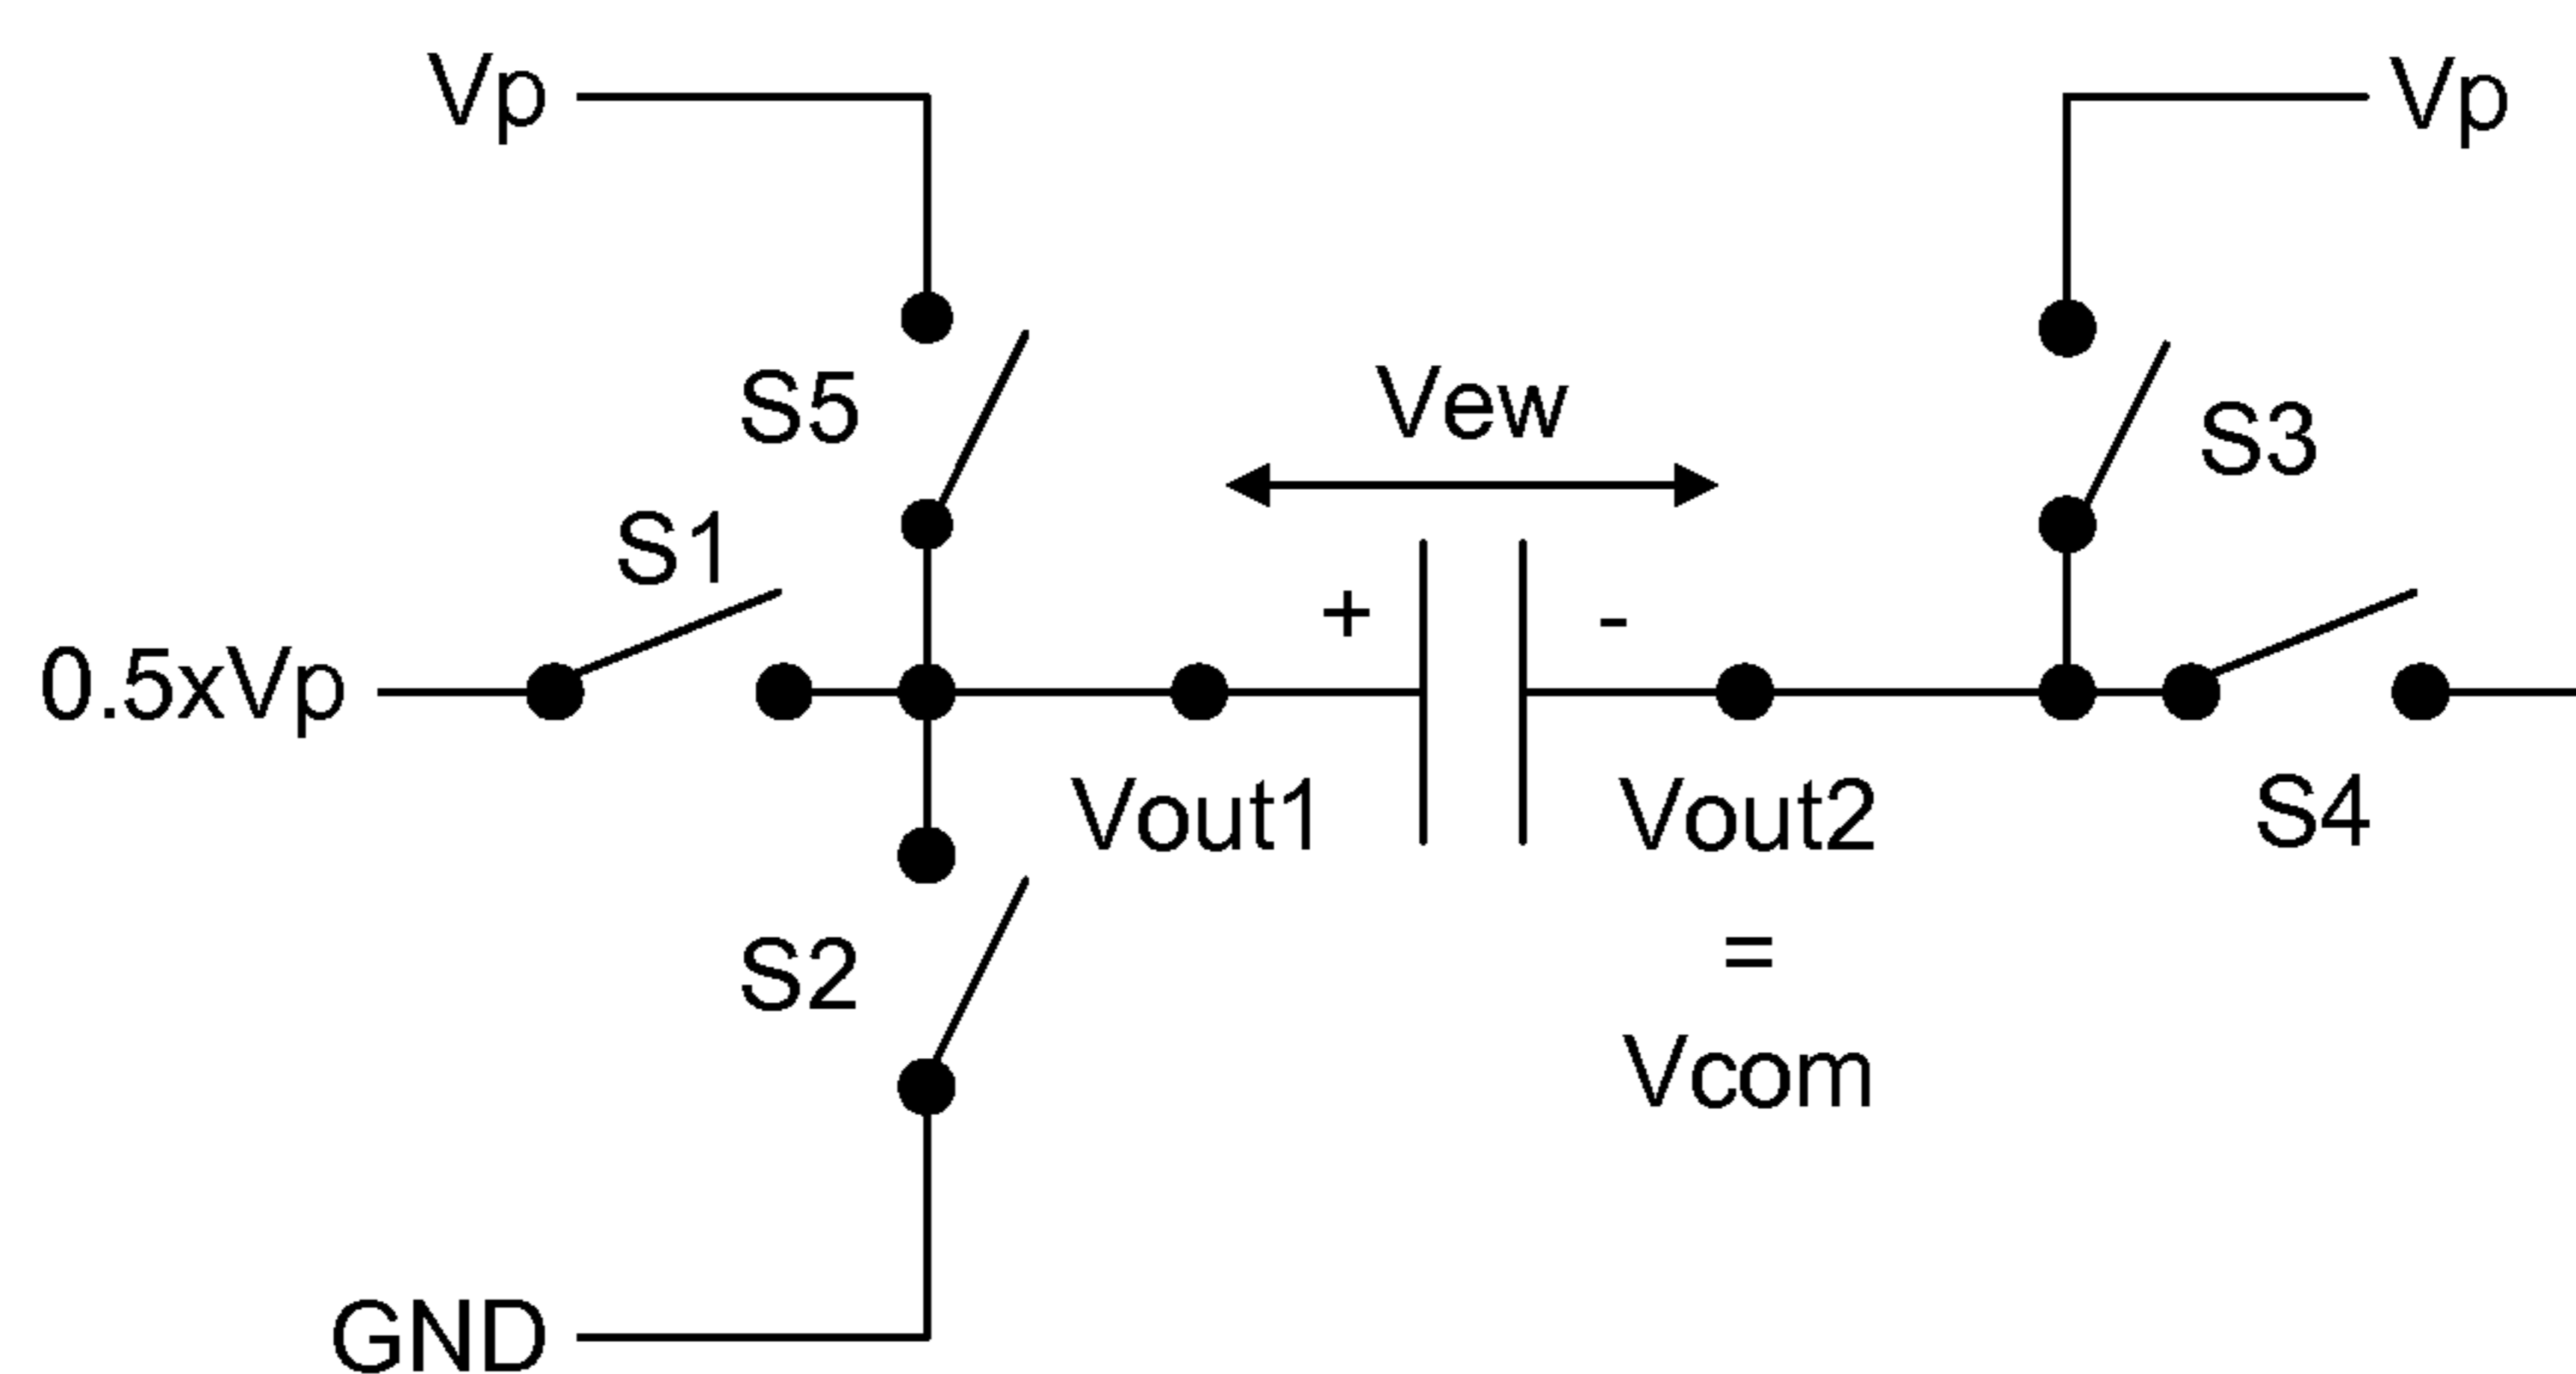 Vp
Vp
S5
Vew
S3
S1
+
-
0.5xVp
Vout1
Vout2
S4
S2
=
Vcom
GND